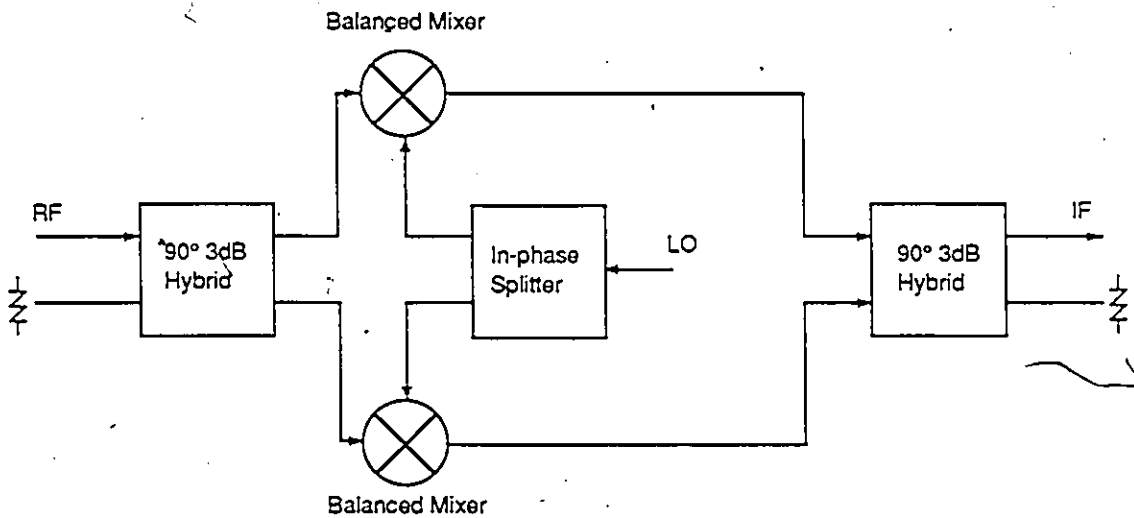 Balanced Mixer
RF
90° 3dB
Hybrid
In-phase
Splitter
LO
90° 3dB
Hybrid
IF
Balanced Mixer